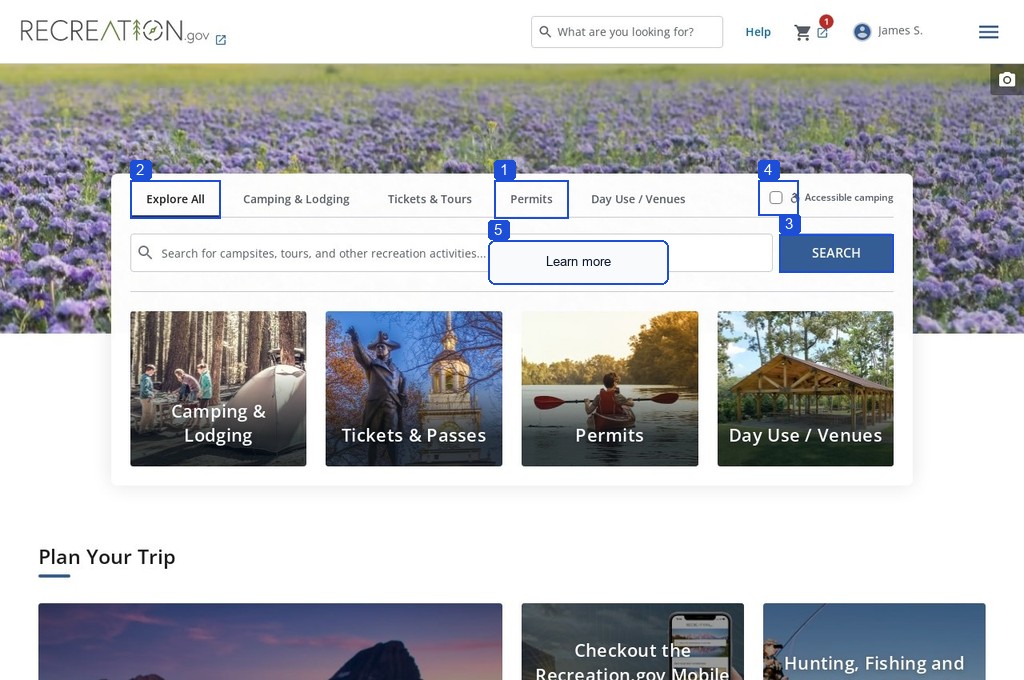 RECREATION.gov
What are you looking for?
Help
1
James S.
2
1
4
Explore All
Camping & Lodging
Tickets & Tours
Permits
Day Use / Venues
Accessible camping
5
3
Search for campsites, tours, and other recreation activities...
Learn more
SEARCH
Camping &
Lodging
Tickets & Passes
Permits
Day Use / Venues
Plan Your Trip
Checkout the
Recreation.gov Mobile
Hunting, Fishing and